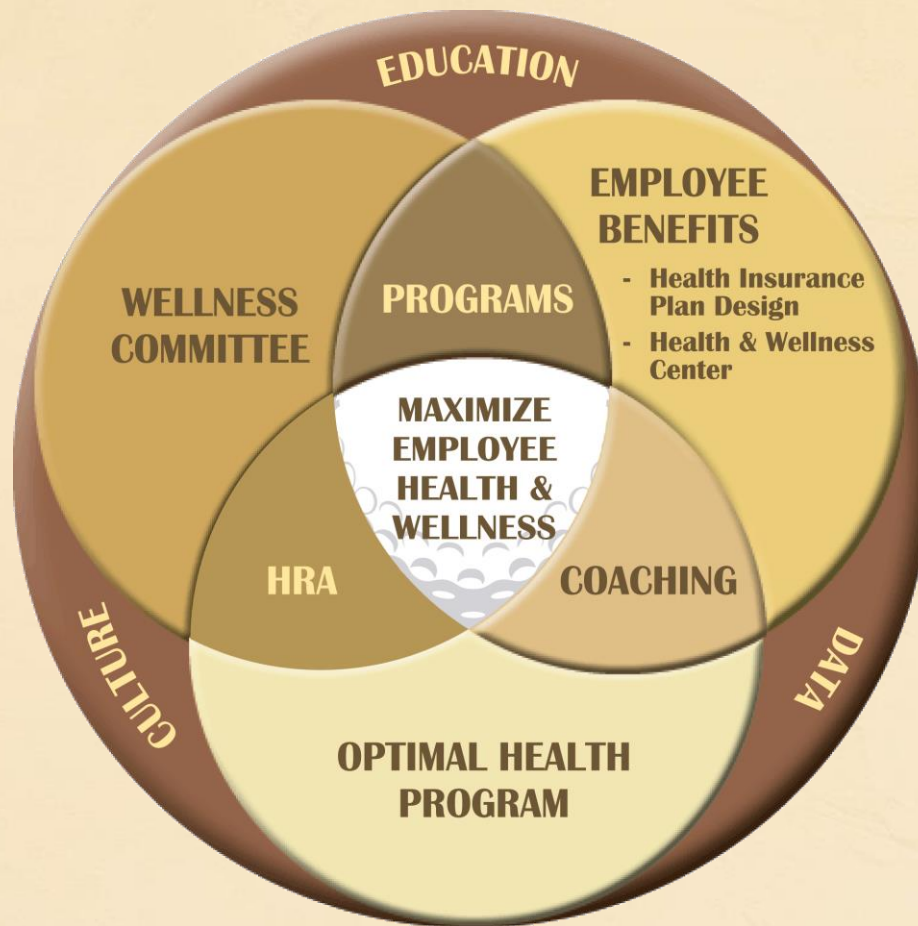 EDUCATION
WELLNESS
COMMITTEE
PROGRAMS
EMPLOYEE
BENEFITS
- Health Insurance
Plan Design
- Health & Wellness
Center
MAXIMIZE
EMPLOYEE
HEALTH &
WELLNESS
HRA
COACHING
CULTURE
DATA
OPTIMAL HEALTH
PROGRAM